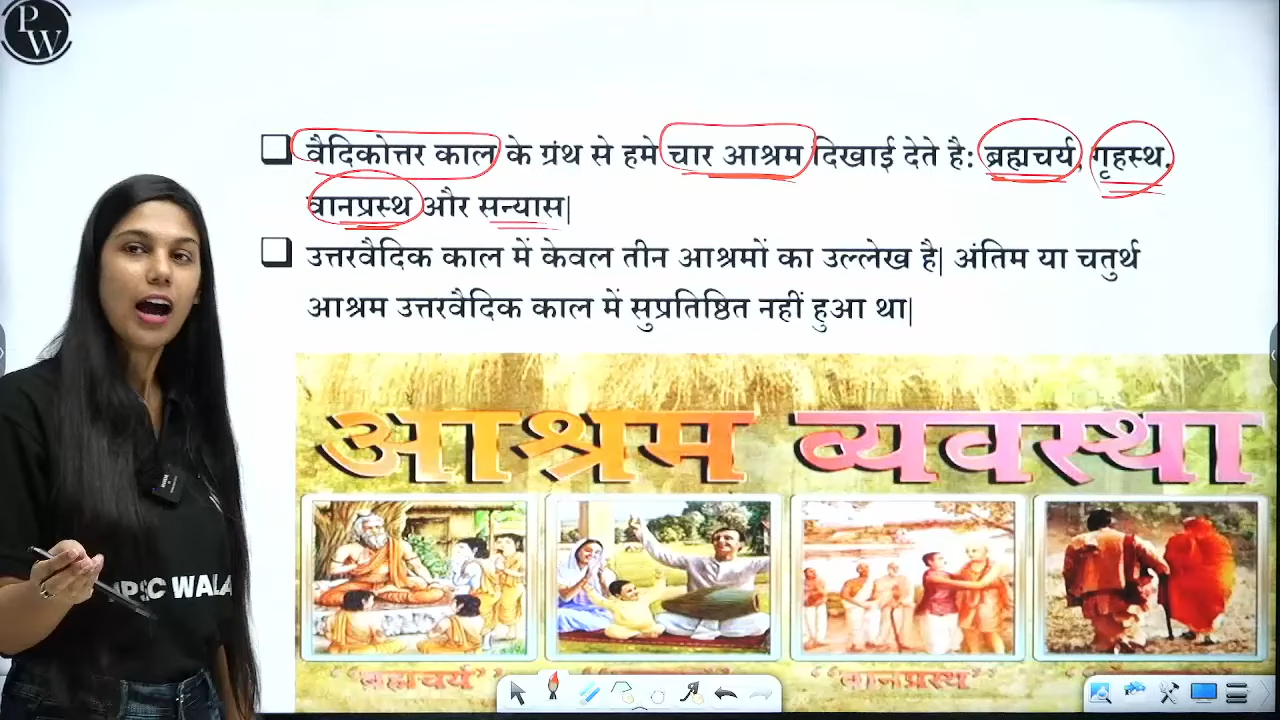 PW
वैदिकोत्तर काल के ग्रंथ से हमे चार आश्रम दिखाई देते है: ब्रह्मचर्य, गृहस्थ,
वानप्रस्थ और सन्यास|
उत्तरवैदिक काल में केवल तीन आश्रमों का उल्लेख है| अंतिम या चतुर्थ
आश्रम उत्तरवैदिक काल में सुप्रतिष्ठित नहीं हुआ था|
आश्रम व्यवस्था
"ब्रह्मचर्य" "वानप्रस्थ"
PSC WALA